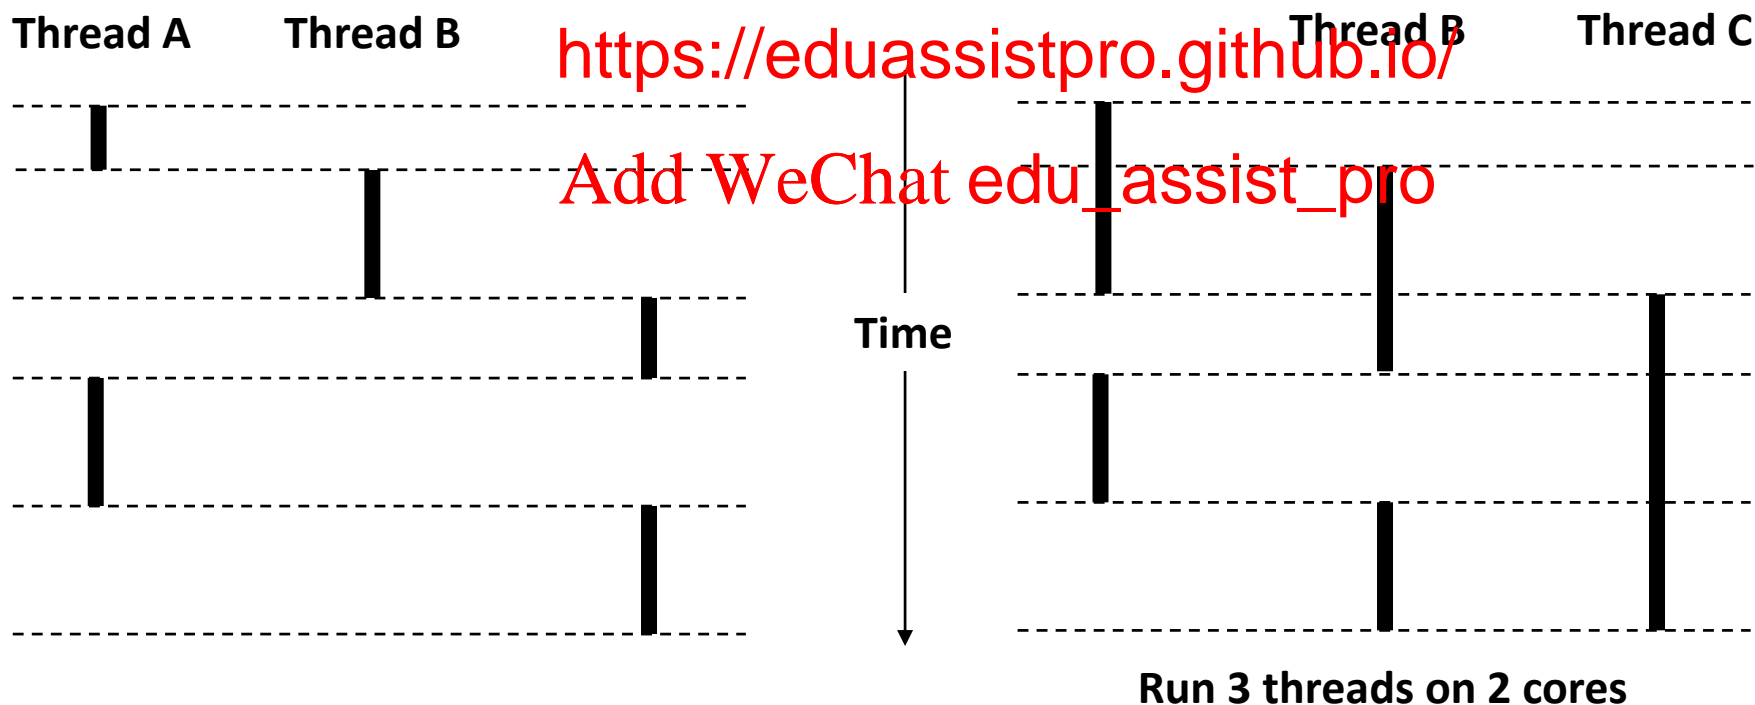 Thread A Thread B Thread B Thread C
https://eduassistpro.github.io/
Add WeChat edu_assist_pro
Time
Run 3 threads on 2 cores